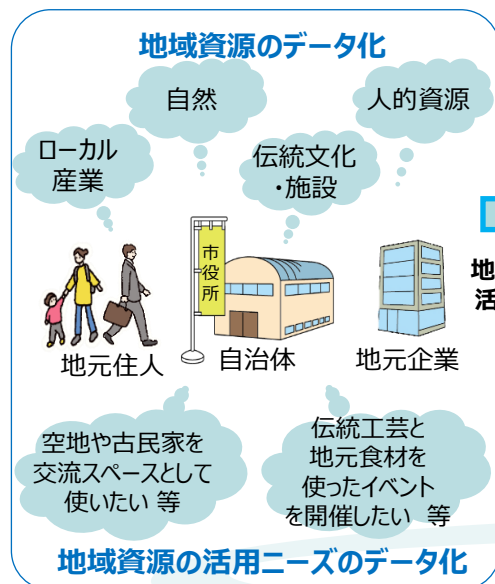 地域資源のデータ化
自然
人的資源
ローカル
産業
伝統文化
・施設
市役所
地
活
地元住人
自治体
地元企業
空地や古民家を
交流スペースとして
使いたい 等
伝統工芸と
地元食材を
使ったイベント
を開催したい 等
地域資源の活用ニーズのデータ化